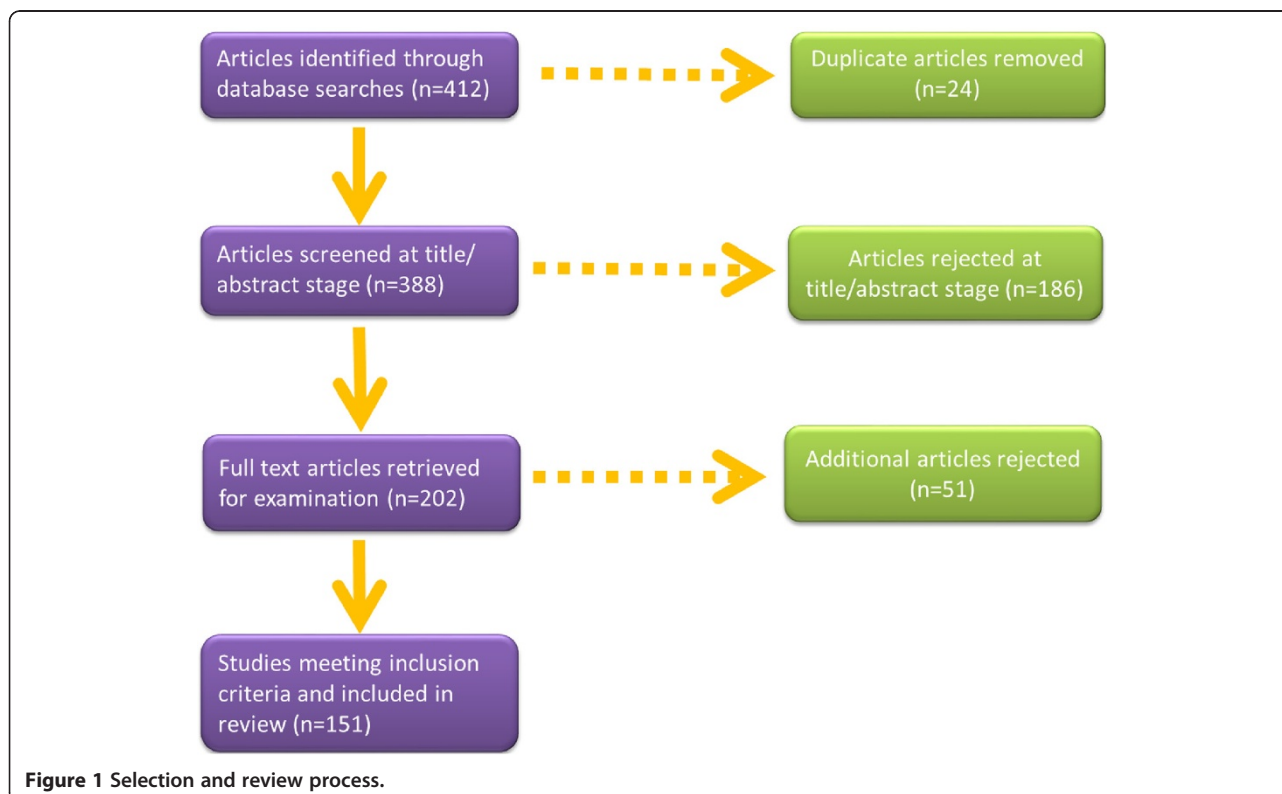 Articles identified through
database searches (n=412)
Duplicate articles removed
(n=24)
Articles screened at title/
abstract stage (n=388)
Articles rejected at
title/abstract stage (n=186)
Full text articles retrieved
for examination (n=202)
Additional articles rejected
(n=51)
Studies meeting inclusion
criteria and included in
review (n=151)
Figure 1 Selection and review process.